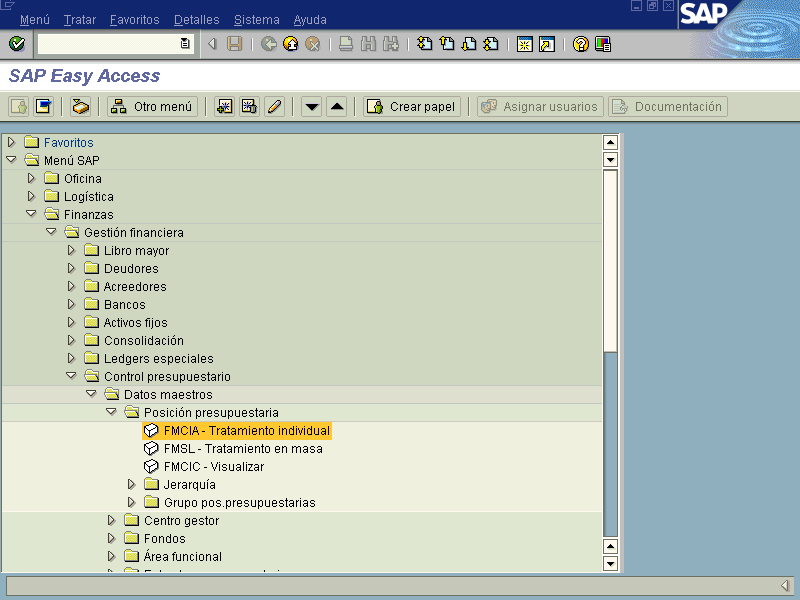 Menú Tratar Favoritos Detalles Sistema Ayuda
SAP
SAP Easy Access
Otro menú Crear papel Asignar usuarios Documentación
Favoritos
Menú SAP
Oficina
Logística
Finanzas
Gestión financiera
Libro mayor
Deudores
Acreedores
Bancos
Activos fijos
Consolidación
Ledgers especiales
Control presupuestario
Datos maestros
Posición presupuestaria
FMCIA - Tratamiento individual
FMSL - Tratamiento en masa
FMCIC - Visualizar
Jerarquía
Grupo pos.presupuestarias
Centro gestor
Fondos
Área funcional